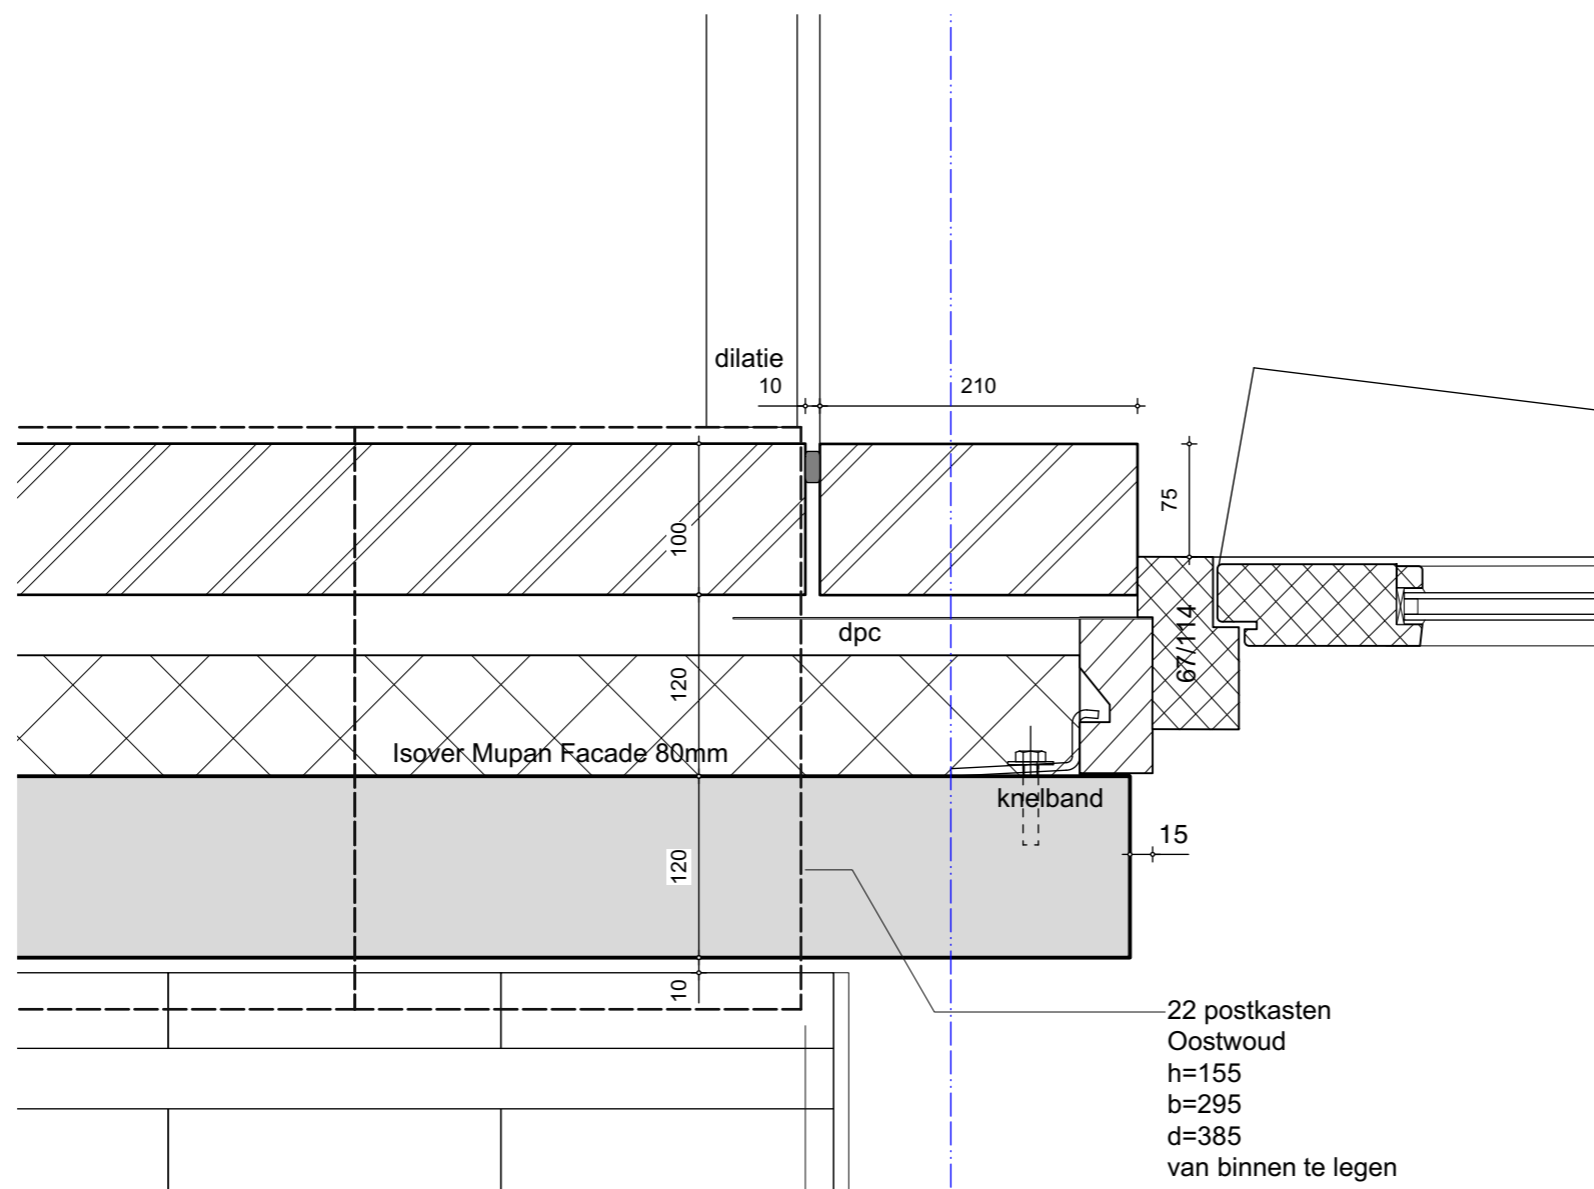 dilatie
10
210
75
100
dpc
67/114
120
Isover Mupan Facade 80mm
knelband
15
120
10
22 postkasten
Oostwoud
h=155
b=295
d=385
van binnen te legen